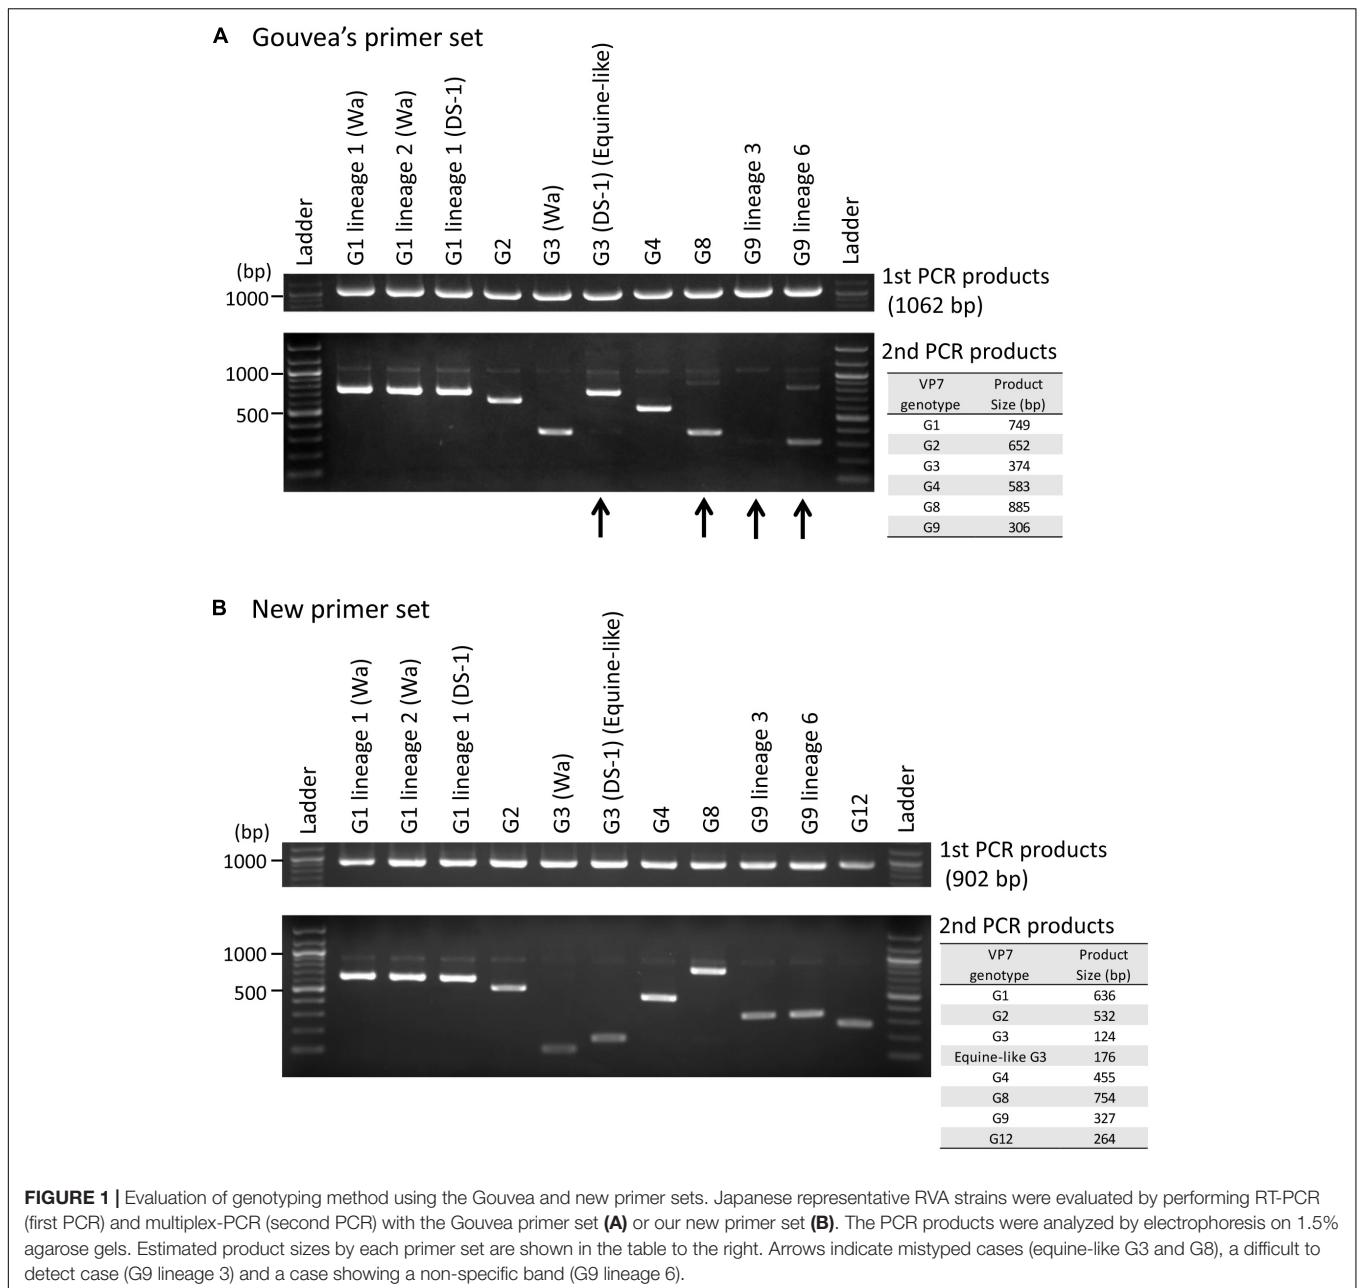 A Gouvea's primer set
Ladder
G1 lineage 1 (Wa)
G1 lineage 2 (Wa)
G1 lineage 1 (DS-1)
G2
G3 (Wa)
G3 (DS-1) (Equine-like)
G4
G8
G9 lineage 3
G9 lineage 6
Ladder
(bp)
1000
1st PCR products
(1062 bp)
1000
500
2nd PCR products
VP7 genotype Product Size (bp)
G1 749
G2 652
G3 374
G4 583
G8 885
G9 306
B New primer set
Ladder
G1 lineage 1 (Wa)
G1 lineage 2 (Wa)
G1 lineage 1 (DS-1)
G2
G3 (Wa)
G3 (DS-1) (Equine-like)
G4
G8
G9 lineage 3
G9 lineage 6
G12
Ladder
(bp)
1000
1st PCR products
(902 bp)
1000
500
2nd PCR products
VP7 genotype Product Size (bp)
G1 636
G2 532
G3 124
Equine-like G3 176
G4 455
G8 754
G9 327
G12 264
FIGURE 1 | Evaluation of genotyping method using the Gouvea and new primer sets. Japanese representative RVA strains were evaluated by performing RT-PCR
(first PCR) and multiplex-PCR (second PCR) with the Gouvea primer set (A) or our new primer set (B). The PCR products were analyzed by electrophoresis on 1.5%
agarose gels. Estimated product sizes by each primer set are shown in the table to the right. Arrows indicate mistyped cases (equine-like G3 and G8), a difficult to
detect case (G9 lineage 3) and a case showing a non-specific band (G9 lineage 6).